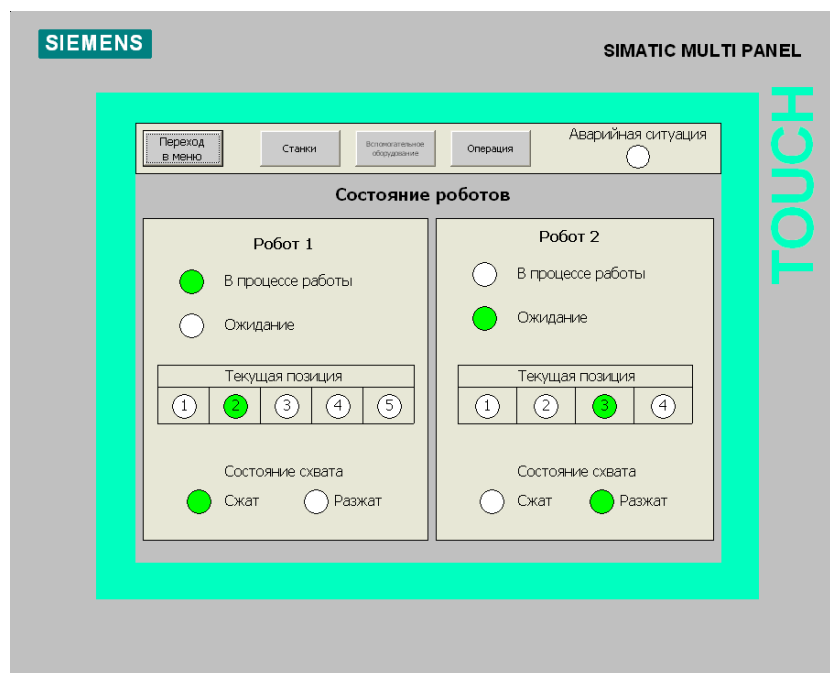 SIEMENS
SIMATIC MULTI PANEL
TOUCH
Переход
в меню
Станки
Вспомогательное
оборудование
Операция
Аварийная ситуация
Состояние роботов
Робот 1
В процессе работы
Ожидание
Текущая позиция
1 2 3 4 5
Состояние схвата
Сжат Разжат
Робот 2
В процессе работы
Ожидание
Текущая позиция
1 2 3 4
Состояние схвата
Сжат Разжат